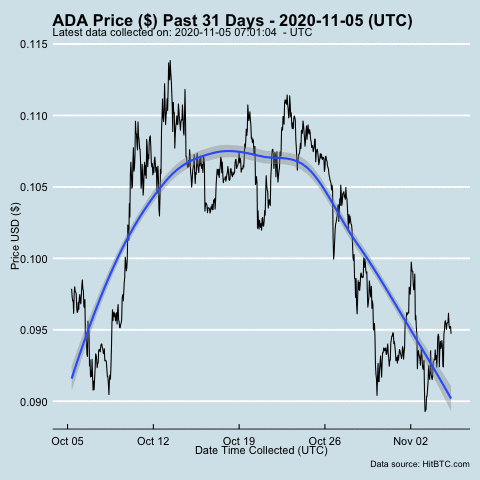 ADA Price ($) Past 31 Days - 2020-11-05 (UTC)
Latest data collected on: 2020-11-05 07:01:04  - UTC
0.115
0.110
0.105
0.100
0.095
0.090
Price USD ($)
Oct 05
Oct 12
Oct 19
Oct 26
Nov 02
Date Time Collected (UTC)
Data source: HitBTC.com